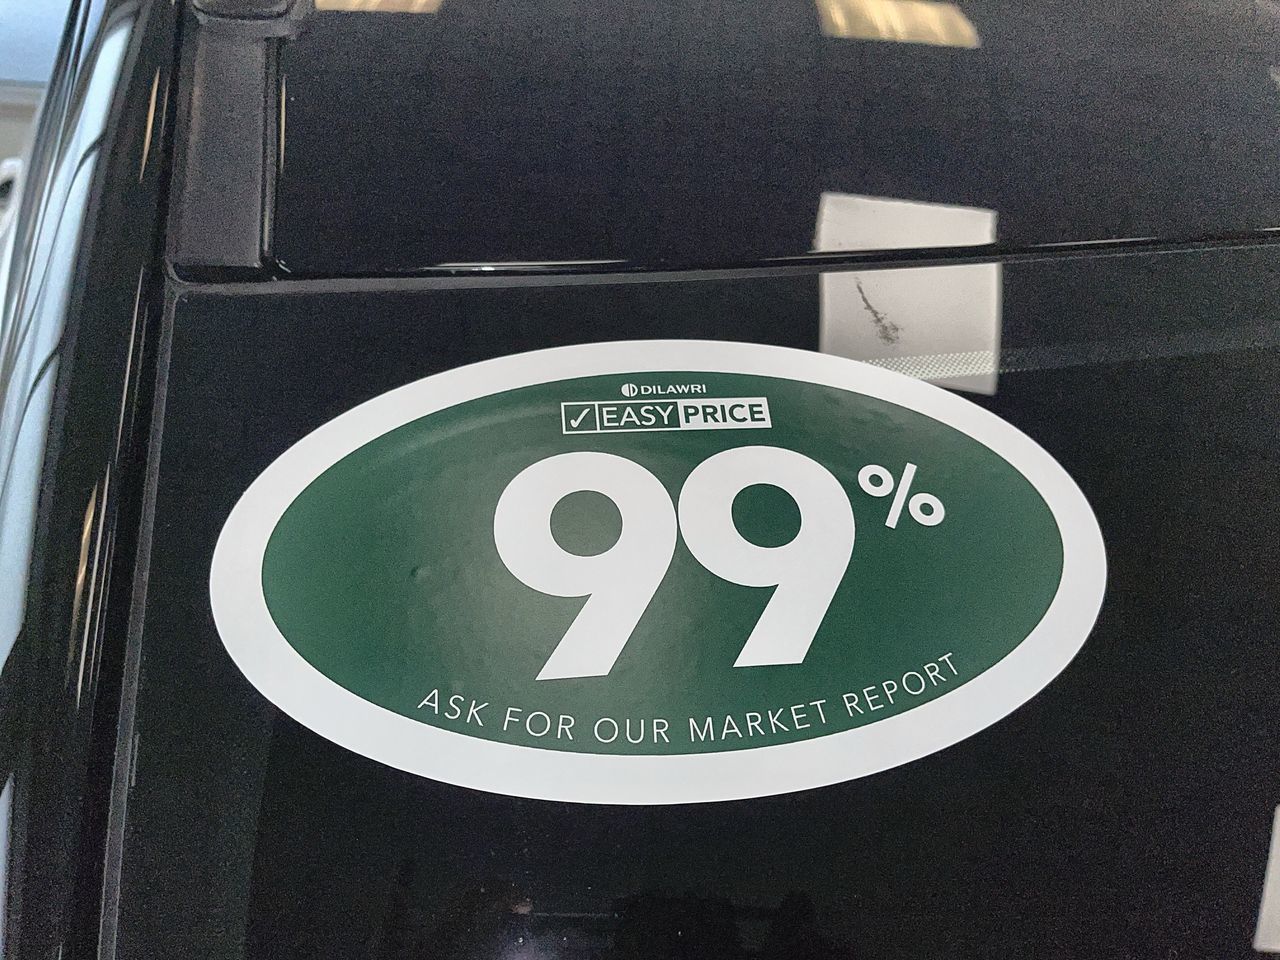 DILAWRI
✓ EASY PRICE
99%
ASK FOR OUR MARKET REPORT